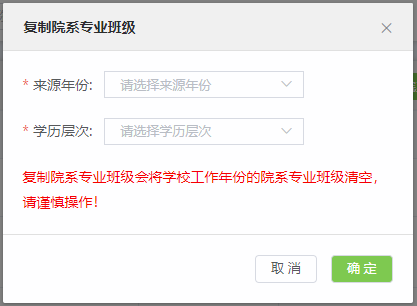 复制院系专业班级
* 来源年份: 请选择来源年份
* 学历层次: 请选择学历层次
复制院系专业班级会将学校工作年份的院系专业班级清空，
请谨慎操作！
取 消 确 定